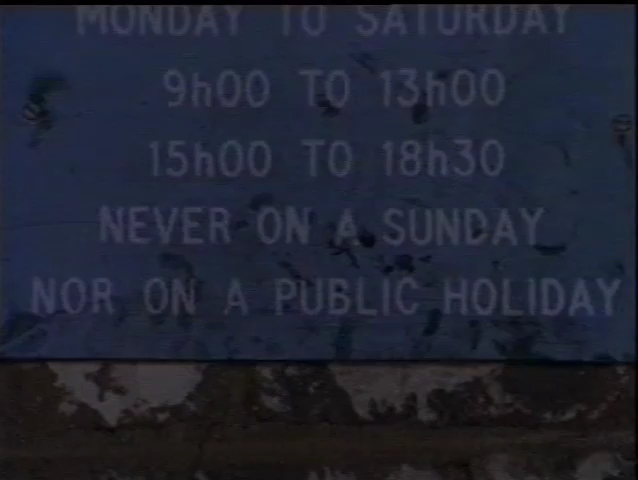 MONDAY TO SATURDAY
9h00 TO 13h00
15h00 TO 18h30
NEVER ON A SUNDAY
NOR ON A PUBLIC HOLIDAY